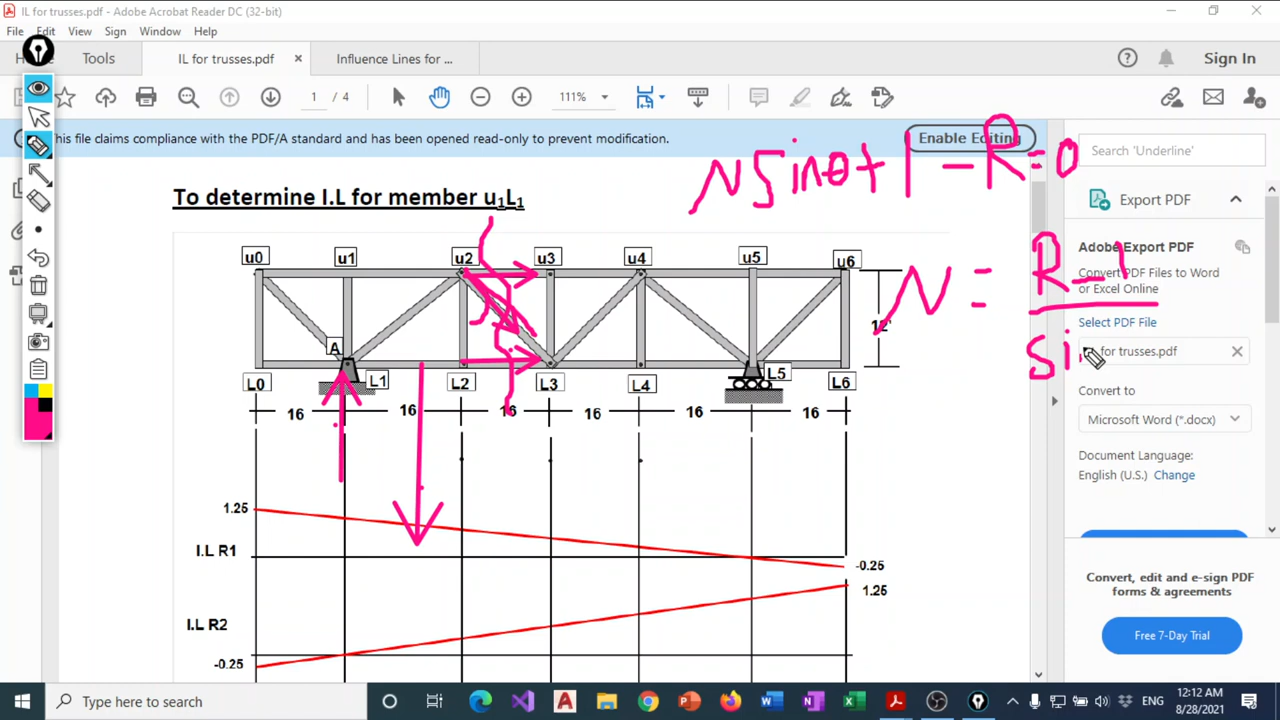 IL for trusses.pdf - Adobe Acrobat Reader DC (32-bit)
File Edit View Sign Window Help
Tools IL for trusses.pdf × Influence Lines for ... Sign In
1 / 4 111%
his file claims compliance with the PDF/A standard and has been opened read-only to prevent modification. Enable Editing
N Sinθ + 1 - R = 0
Search 'Underline'
To determine I.L for member u1L1
Export PDF
u0 u1 u2 u3 u4 u5 u6
N = R-1
Si
Adobe Export PDF
Convert PDF Files to Word
or Excel Online
Select PDF File
for trusses.pdf
A
L0 L1 L2 L3 L4 L5 L6
16 16 16 16 16 16
Convert to
Microsoft Word (*.docx)
Document Language:
English (U.S.) Change
1.25
I.L R1
-0.25
1.25
I.L R2
-0.25
Convert, edit and e-sign PDF
forms & agreements
Free 7-Day Trial
Type here to search
ENG
12:12 AM
8/28/2021